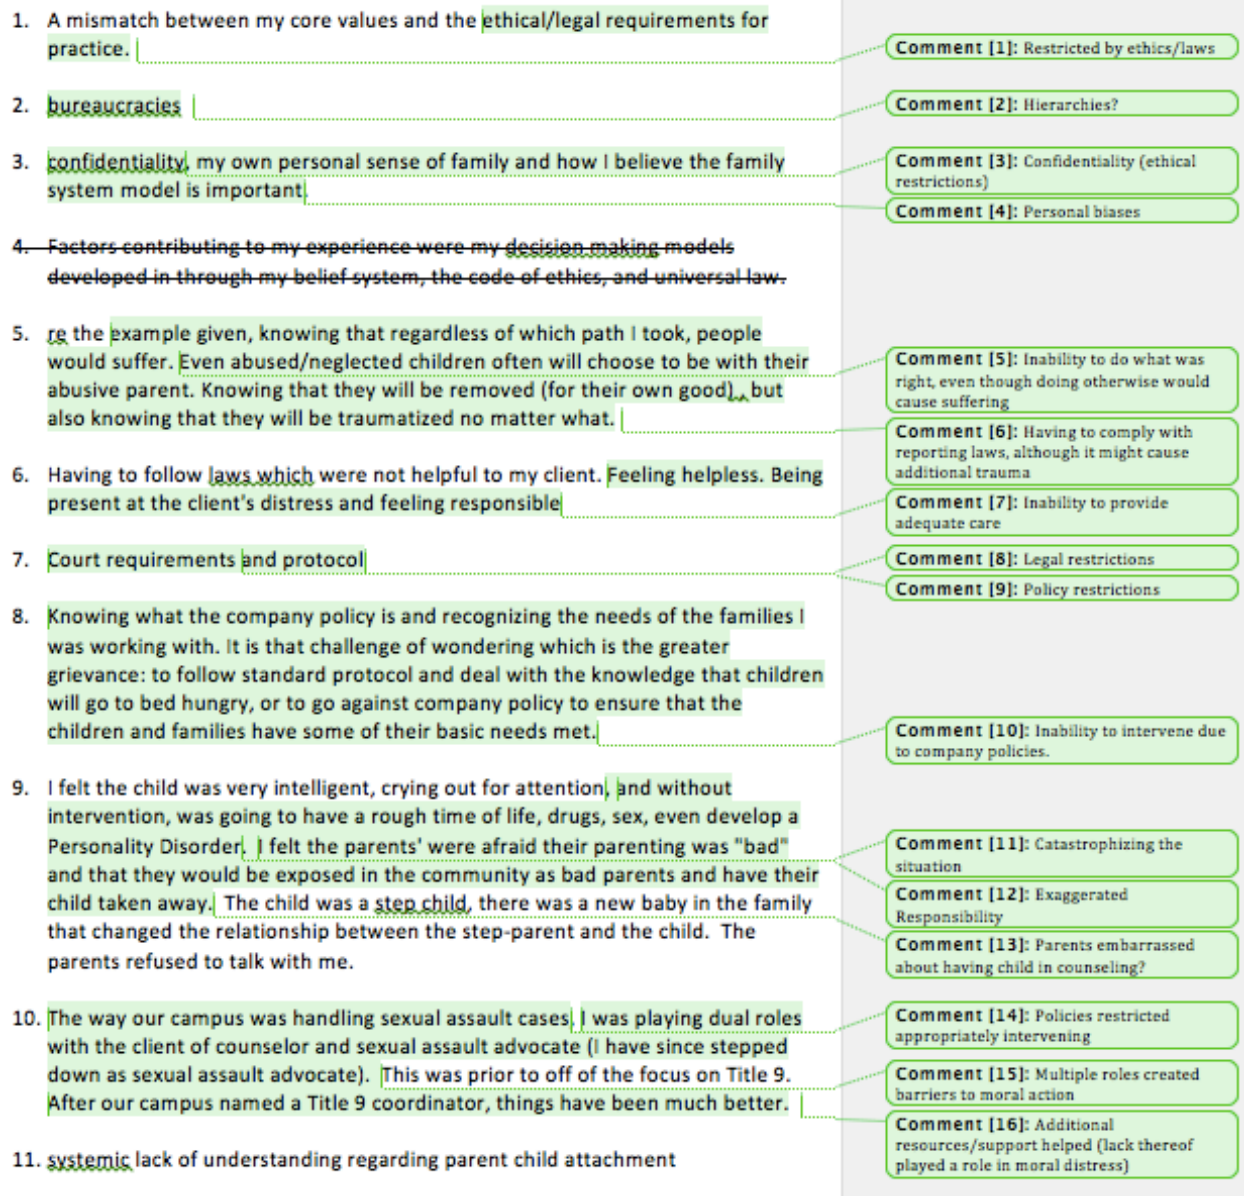 1. A mismatch between my core values and the ethical/legal requirements for
practice.
Comment [1]: Restricted by ethics/laws
2. bureaucracies
Comment [2]: Hierarchies?
3. confidentiality, my own personal sense of family and how I believe the family
system model is important.
Comment [3]: Confidentiality (ethical
restrictions)
Comment [4]: Personal biases
4. Factors contributing to my experience were my decision making models
developed in through my belief system, the code of ethics, and universal law.
5. re the example given, knowing that regardless of which path I took, people
would suffer. Even abused/neglected children often will choose to be with their
abusive parent. Knowing that they will be removed (for their own good)., but
also knowing that they will be traumatized no matter what.
Comment [5]: Inability to do what was
right, even though doing otherwise would
cause suffering
Comment [6]: Having to comply with
reporting laws, although it might cause
additional trauma
6. Having to follow laws which were not helpful to my client. Feeling helpless. Being
present at the client's distress and feeling responsible
Comment [7]: Inability to provide
adequate care
7. Court requirements and protocol
Comment [8]: Legal restrictions
Comment [9]: Policy restrictions
8. Knowing what the company policy is and recognizing the needs of the families I
was working with. It is that challenge of wondering which is the greater
grievance: to follow standard protocol and deal with the knowledge that children
will go to bed hungry, or to go against company policy to ensure that the
children and families have some of their basic needs met.
Comment [10]: Inability to intervene due
to company policies.
9. I felt the child was very intelligent, crying out for attention, and without
intervention, was going to have a rough time of life, drugs, sex, even develop a
Personality Disorder. I felt the parents' were afraid their parenting was "bad"
and that they would be exposed in the community as bad parents and have their
child taken away. The child was a step child, there was a new baby in the family
that changed the relationship between the step-parent and the child. The
parents refused to talk with me.
Comment [11]: Catastrophizing the
situation
Comment [12]: Exaggerated
Responsibility
Comment [13]: Parents embarrassed
about having child in counseling?
10. The way our campus was handling sexual assault cases. I was playing dual roles
with the client of counselor and sexual assault advocate (I have since stepped
down as sexual assault advocate). This was prior to off of the focus on Title 9.
After our campus named a Title 9 coordinator, things have been much better.
Comment [14]: Policies restricted
appropriately intervening
Comment [15]: Multiple roles created
barriers to moral action
Comment [16]: Additional
resources/support helped (lack thereof
played a role in moral distress)
11. systemic lack of understanding regarding parent child attachment